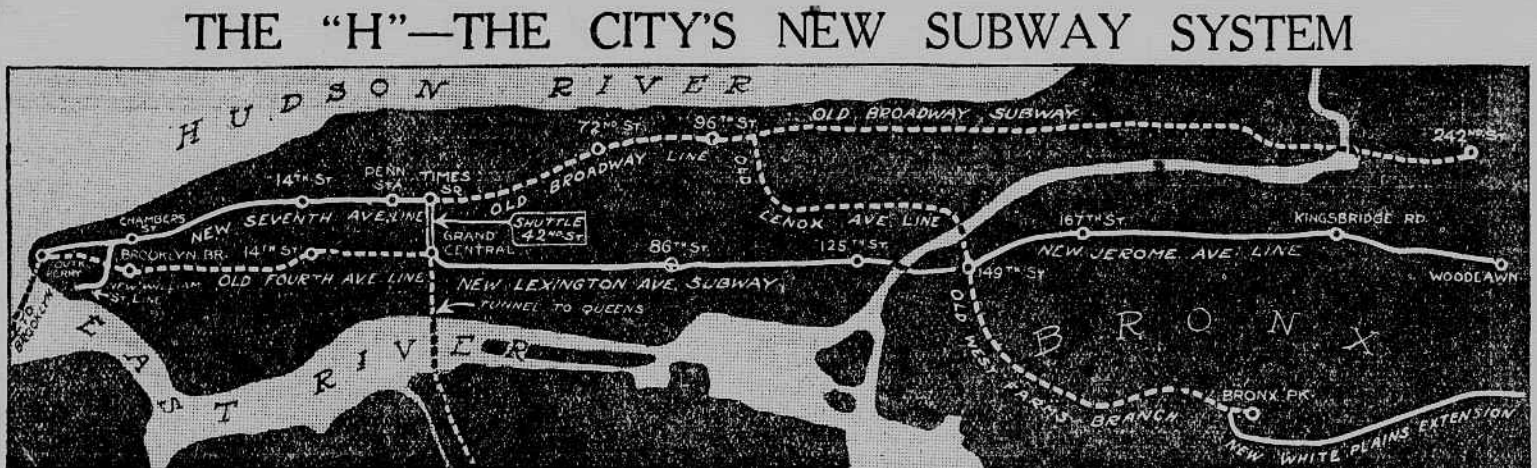 THE "H"—THE CITY'S NEW SUBWAY SYSTEM
HUDSON RIVER
OLD BROADWAY SUBWAY
242ND ST
72ND ST.
96TH ST
OLD BROADWAY LINE
OLD LENOX AVE LINE
14TH ST
PENN STA
TIMES SQ
CHAMBERS ST
NEW SEVENTH AVE. LINE
SHUTTLE 42ND ST
GRAND CENTRAL
BROOKLYN BR.
14TH ST
86TH ST.
125TH ST.
167TH ST
KINGSBRIDGE RD.
NEW JEROME AVE. LINE
149TH ST
WOODLAWN
SOUTH FERRY
NEW WILLIAM ST. LINE
OLD FOURTH AVE. LINE
NEW LEXINGTON AVE. SUBWAY
TUNNEL TO QUEENS
TO BROOKLYN
EAST RIVER
BRONX
OLD WEST FARMS BRANCH
BRONX PK.
NEW WHITE PLAINS EXTENSION